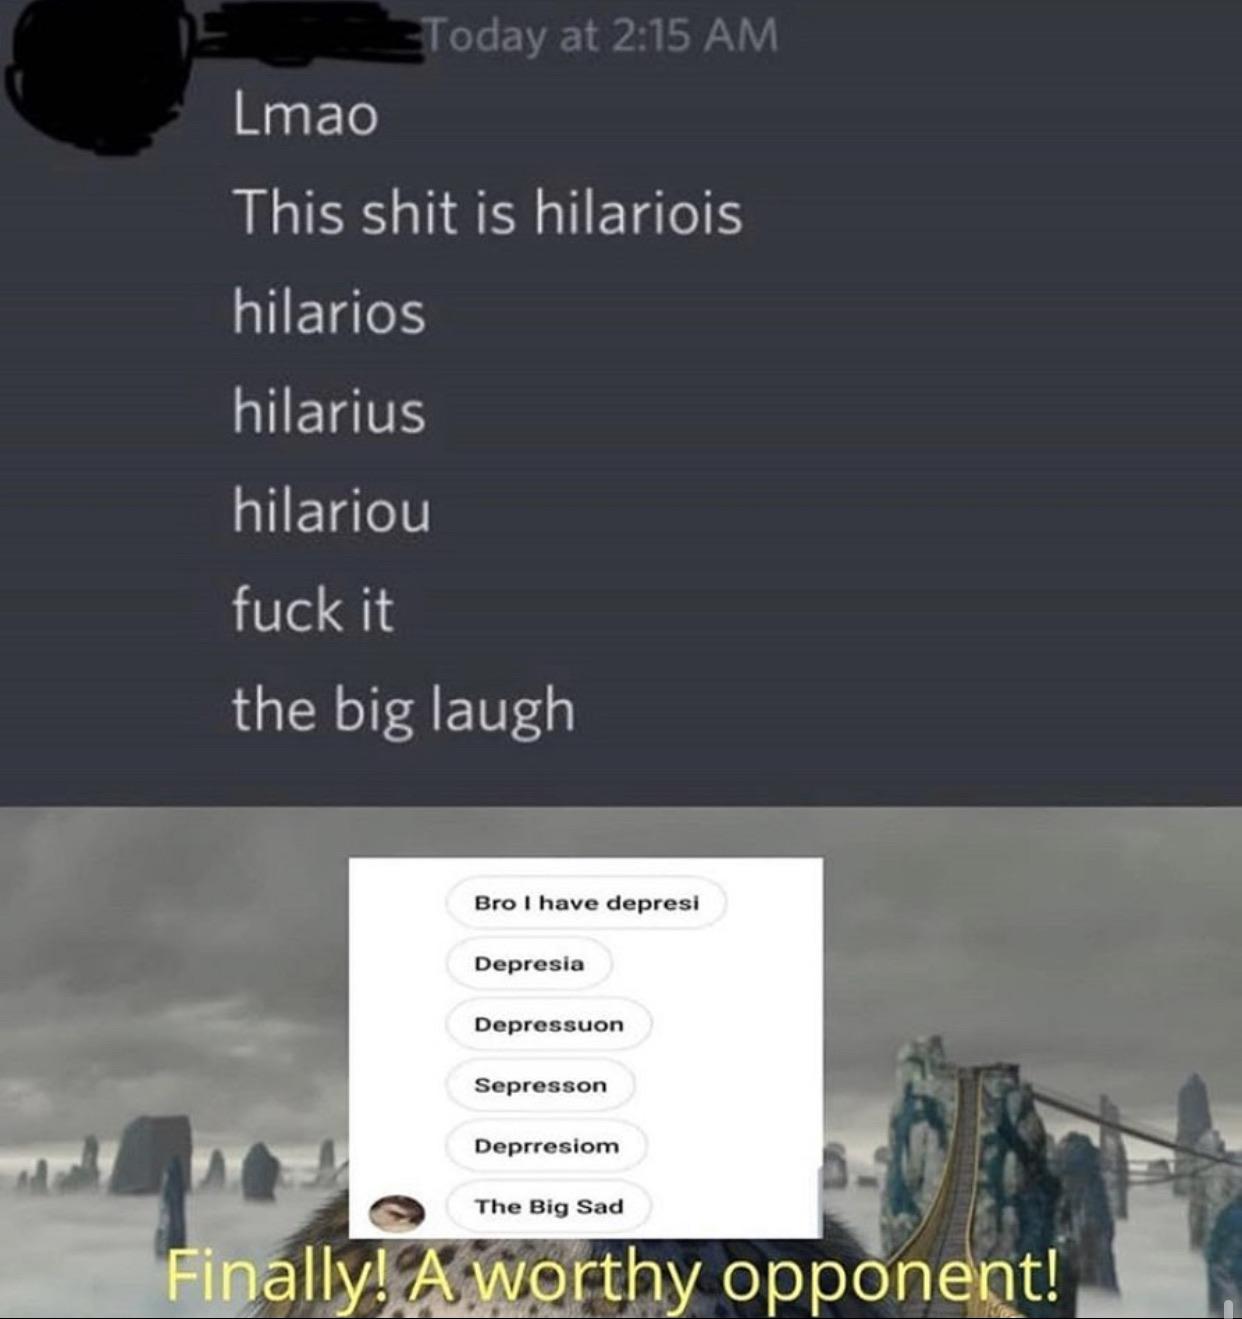 Today at 2:15 AM
Lmao
This shit is hilariois
hilarios
hilarius
hilariou
fuck it
the big laugh
Bro I have depresi
Depresia
Depressuon
Sepresson
Deprresiom
The Big Sad
Finally! A worthy opponent!